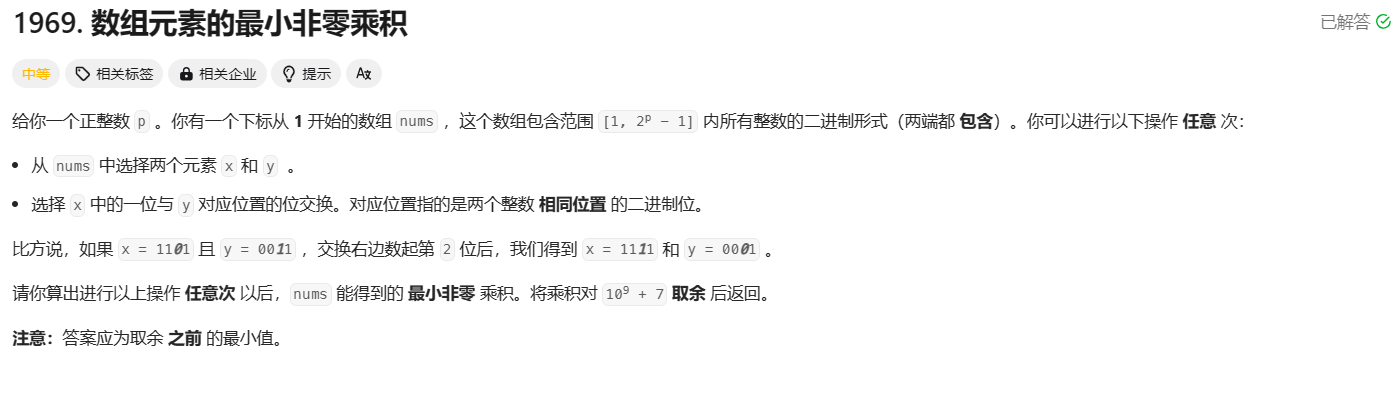 1969. 数组元素的最小非零乘积
已解答
中等 相关标签 相关企业 提示 A文
给你一个正整数 p 。你有一个下标从 1 开始的数组 nums ，这个数组包含范围 [1, 2ᵖ - 1] 内所有整数的二进制形式（两端都 包含）。你可以进行以下操作 任意 次：
• 从 nums 中选择两个元素 x 和 y 。
• 选择 x 中的一位与 y 对应位置的位交换。对应位置指的是两个整数 相同位置 的二进制位。
比方说，如果 x = 1101 且 y = 0011 ，交换右边数起第 2 位后，我们得到 x = 1111 和 y = 0001 。
请你算出进行以上操作 任意次 以后，nums 能得到的 最小非零 乘积。将乘积对 10⁹ + 7 取余 后返回。
注意：答案应为取余 之前 的最小值。